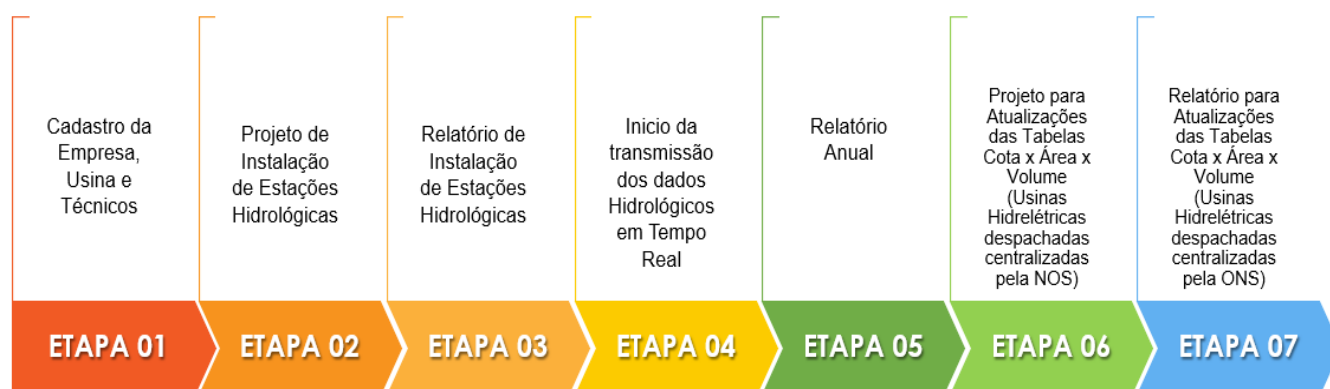 Cadastro da
Empresa,
Usina e
Técnicos
Projeto de
Instalação
de Estações
Hidrológicas
Relatório de
Instalação
de Estações
Hidrológicas
Inicio da
transmissão
dos dados
Hidrológicos
em Tempo
Real
Relatório
Anual
Projeto para
Atualizações
das Tabelas
Cota x Área x
Volume
(Usinas
Hidrelétricas
despachadas
centralizadas
pela NOS)
Relatório para
Atualizações
das Tabelas
Cota x Área x
Volume
(Usinas
Hidrelétricas
despachadas
centralizadas
pela ONS)
ETAPA 01
ETAPA 02
ETAPA 03
ETAPA 04
ETAPA 05
ETAPA 06
ETAPA 07